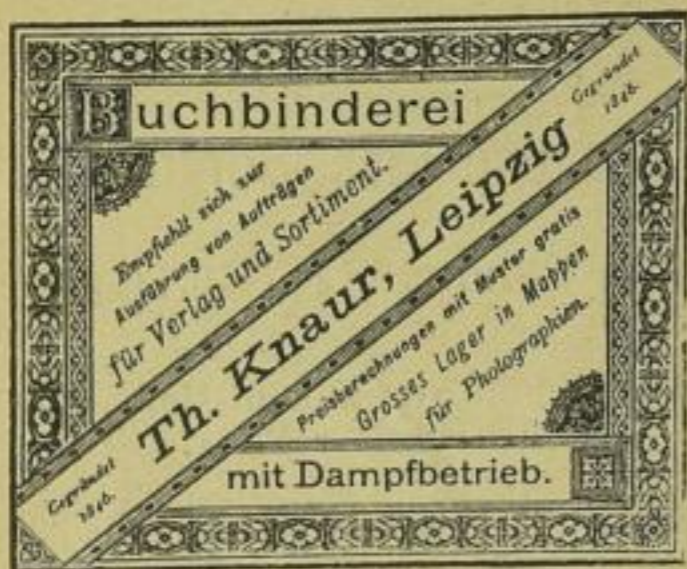 Buchbinderei
Gegründet
1846.
Empfiehlt sich zur
Ausführung von Aufträgen
für Verlag und Sortiment.
Th. Knaur, Leipzig
Preisberechnungen mit Muster gratis
Grosses Lager in Mappen
für Photographien.
Gegründet
1846.
mit Dampfbetrieb.